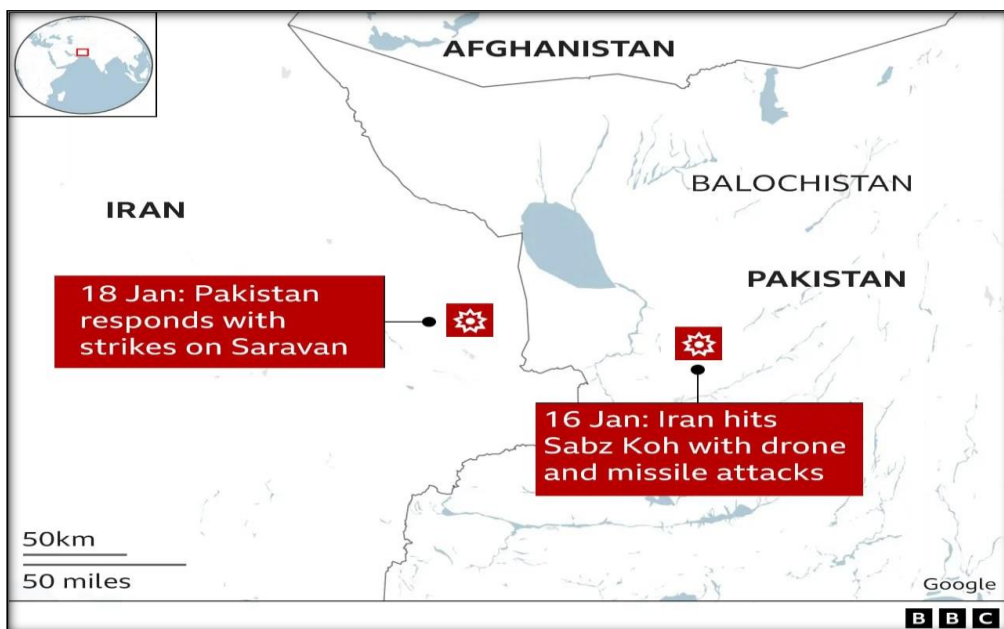 AFGHANISTAN
BALOCHISTAN
IRAN
PAKISTAN
18 Jan: Pakistan
responds with
strikes on Saravan
16 Jan: Iran hits
Sabz Koh with drone
and missile attacks
50km
50 miles
Google
BBC